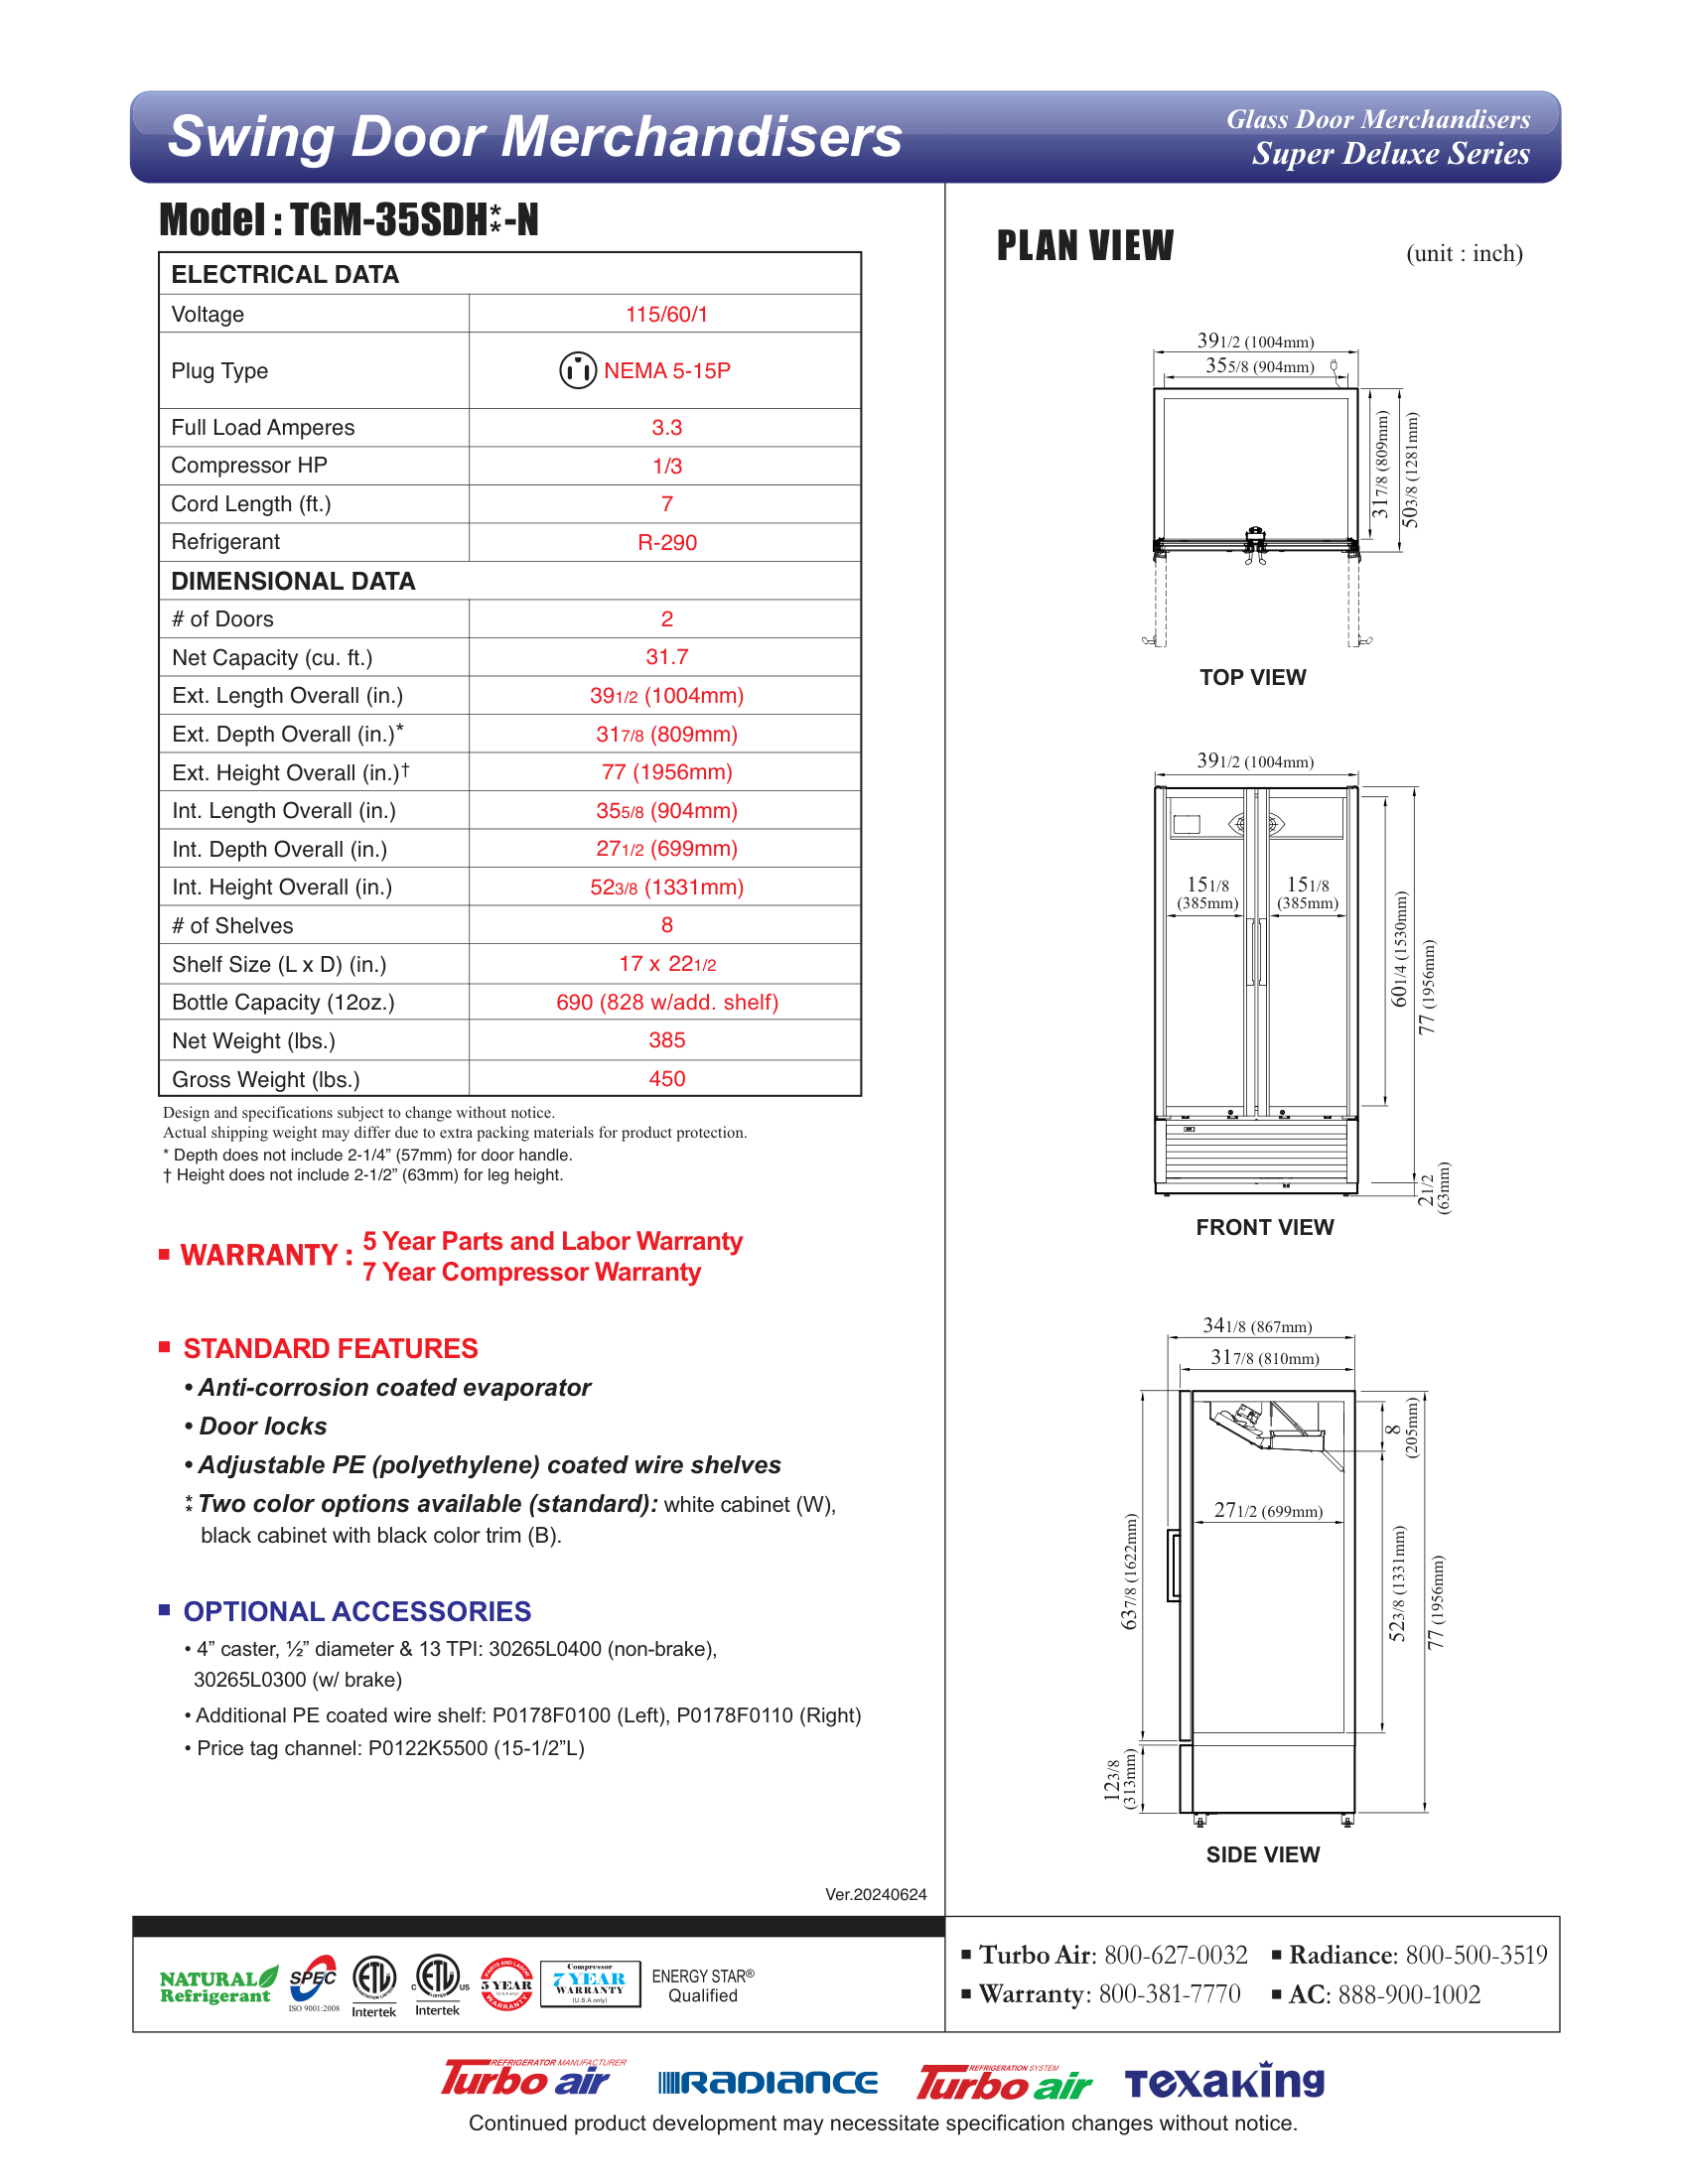 Swing Door Merchandisers
Glass Door Merchandisers
Super Deluxe Series
Model : TGM-35SDH**-N
ELECTRICAL DATA
Voltage 115/60/1
Plug Type NEMA 5-15P
Full Load Amperes 3.3
Compressor HP 1/3
Cord Length (ft.) 7
Refrigerant R-290
DIMENSIONAL DATA
# of Doors 2
Net Capacity (cu. ft.) 31.7
Ext. Length Overall (in.) 39 1/2 (1004mm)
Ext. Depth Overall (in.)* 31 7/8 (809mm)
Ext. Height Overall (in.)† 77 (1956mm)
Int. Length Overall (in.) 35 5/8 (904mm)
Int. Depth Overall (in.) 27 1/2 (699mm)
Int. Height Overall (in.) 52 3/8 (1331mm)
# of Shelves 8
Shelf Size (L x D) (in.) 17 x 22 1/2
Bottle Capacity (12oz.) 690 (828 w/add. shelf)
Net Weight (lbs.) 385
Gross Weight (lbs.) 450
Design and specifications subject to change without notice.
Actual shipping weight may differ due to extra packing materials for product protection.
* Depth does not include 2-1/4” (57mm) for door handle.
† Height does not include 2-1/2” (63mm) for leg height.
■ WARRANTY : 5 Year Parts and Labor Warranty
7 Year Compressor Warranty
■ STANDARD FEATURES
• Anti-corrosion coated evaporator
• Door locks
• Adjustable PE (polyethylene) coated wire shelves
** Two color options available (standard): white cabinet (W),
black cabinet with black color trim (B).
■ OPTIONAL ACCESSORIES
• 4” caster, ½” diameter & 13 TPI: 30265L0400 (non-brake),
30265L0300 (w/ brake)
• Additional PE coated wire shelf: P0178F0100 (Left), P0178F0110 (Right)
• Price tag channel: P0122K5500 (15-1/2”L)
Ver.20240624
PLAN VIEW
(unit : inch)
39 1/2 (1004mm)
35 5/8 (904mm)
31 7/8 (809mm)
50 3/8 (1281mm)
TOP VIEW
39 1/2 (1004mm)
15 1/8
(385mm)
15 1/8
(385mm)
60 1/4 (1530mm)
77 (1956mm)
2 1/2
(63mm)
FRONT VIEW
34 1/8 (867mm)
31 7/8 (810mm)
8
(205mm)
27 1/2 (699mm)
63 7/8 (1622mm)
52 3/8 (1331mm)
77 (1956mm)
12 3/8
(313mm)
SIDE VIEW
NATURAL
Refrigerant
SPEC
ISO 9001:2008
ETL
Intertek
C ETL US
LISTED
Intertek
PARTS AND LABOR
5 YEAR
(U.S.A only)
WARRANTY
Compressor
7 YEAR
WARRANTY
(U.S.A only)
ENERGY STAR®
Qualified
■ Turbo Air: 800-627-0032 ■ Radiance: 800-500-3519
■ Warranty: 800-381-7770 ■ AC: 888-900-1002
REFRIGERATOR MANUFACTURER
Turbo air
RADIANCE
REFRIGERATION SYSTEM
Turbo air
Texaking
Continued product development may necessitate specification changes without notice.